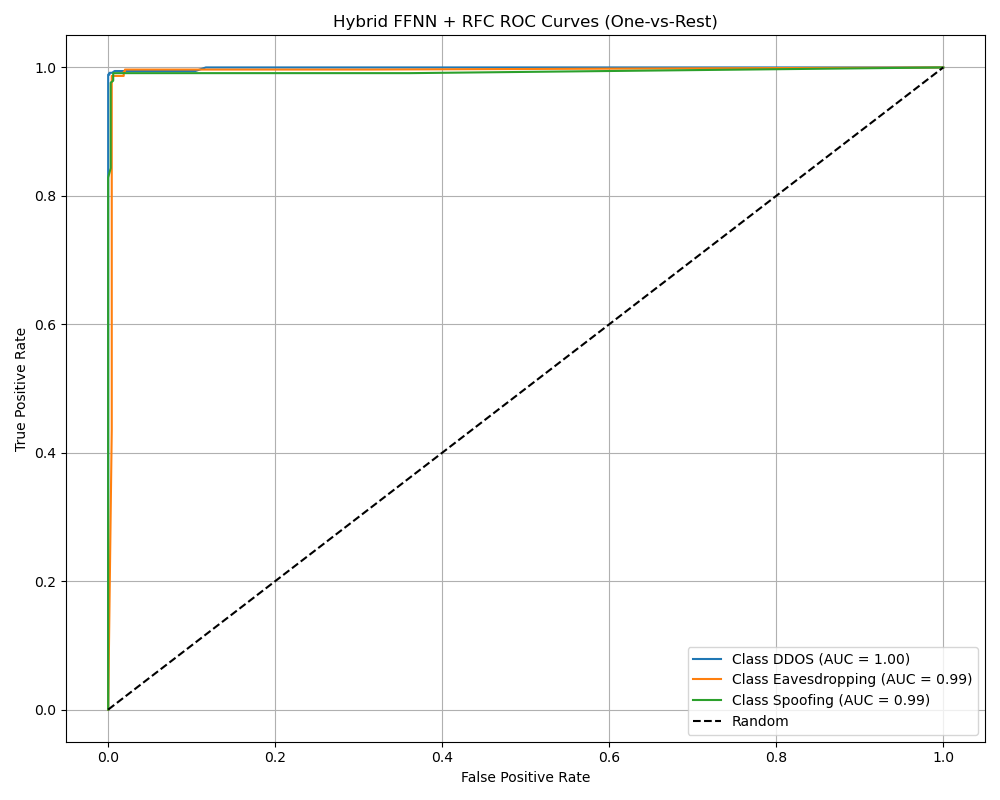 Hybrid FFNN + RFC ROC Curves (One-vs-Rest)
True Positive Rate
1.0
0.8
0.6
0.4
0.2
0.0
0.0 0.2 0.4 0.6 0.8 1.0
False Positive Rate
Class DDOS (AUC = 1.00)
Class Eavesdropping (AUC = 0.99)
Class Spoofing (AUC = 0.99)
Random